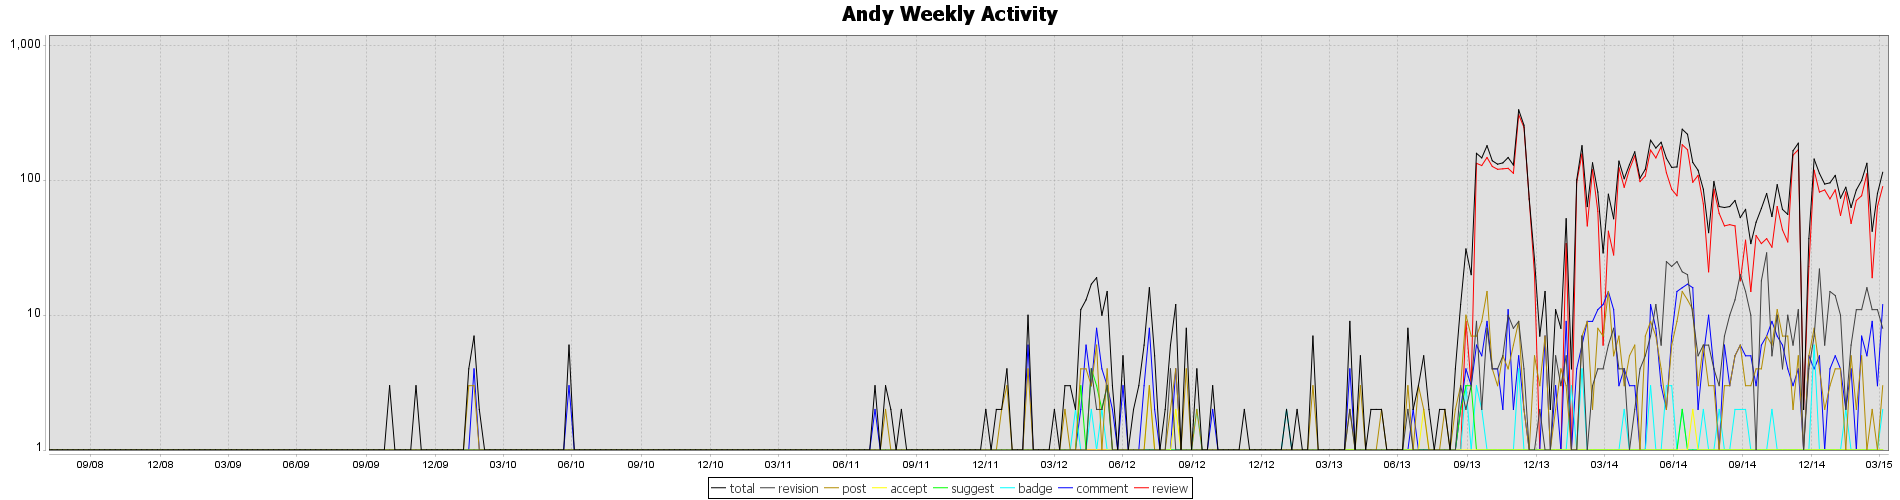 Andy Weekly Activity
1,000
100
10
1
09/08 12/08 03/09 06/09 09/09 12/09 03/10 06/10 09/10 12/10 03/11 06/11 09/11 12/11 03/12 06/12 09/12 12/12 03/13 06/13 09/13 12/13 03/14 06/14 09/14 12/14 03/15
total revision post accept suggest badge comment review